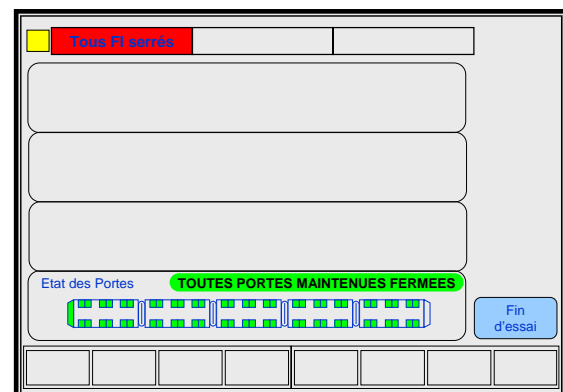 Tous FI serrés
Etat des Portes TOUTES PORTES MAINTENUES FERMEES
Fin
d'essai